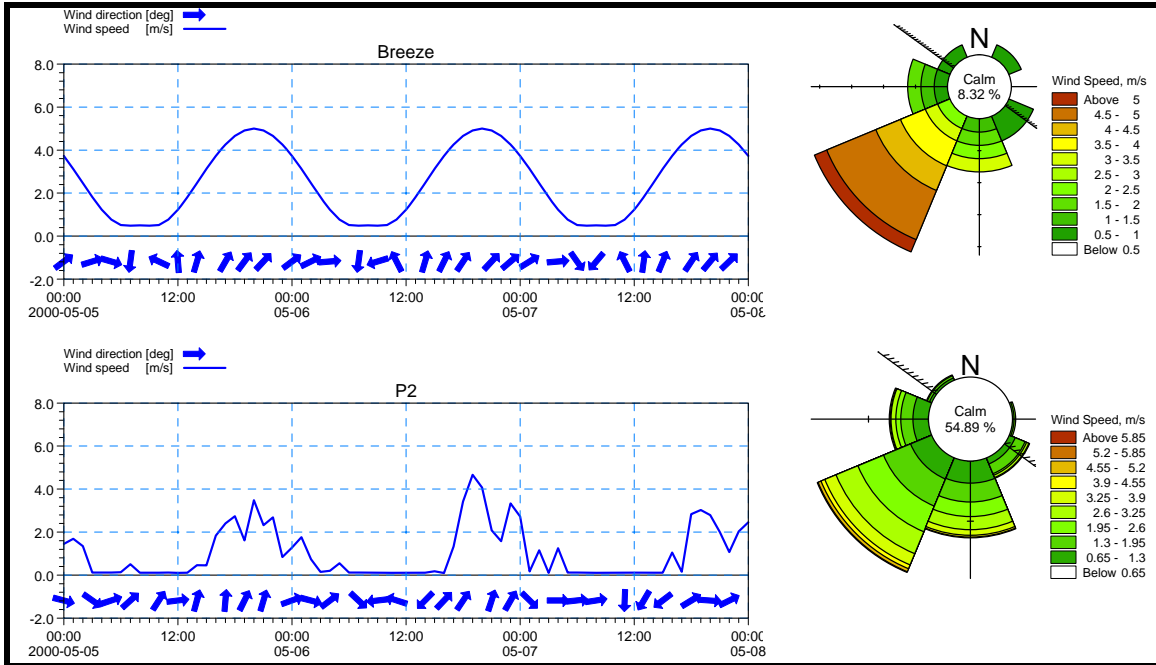 Wind direction [deg]
Wind speed [m/s]
Breeze
8.0
6.0
4.0
2.0
0.0
-2.0
00:00 12:00 00:00 12:00 00:00 12:00 00:00
2000-05-05 05-06 05-07 05-08
N
Calm
8.32 %
Wind Speed, m/s
Above 5
4.5 - 5
4 - 4.5
3.5 - 4
3 - 3.5
2.5 - 3
2 - 2.5
1.5 - 2
1 - 1.5
0.5 - 1
Below 0.5
Wind direction [deg]
Wind speed [m/s]
P2
8.0
6.0
4.0
2.0
0.0
-2.0
00:00 12:00 00:00 12:00 00:00 12:00 00:00
2000-05-05 05-06 05-07 05-08
N
Calm
54.89 %
Wind Speed, m/s
Above 5.85
5.2 - 5.85
4.55 - 5.2
3.9 - 4.55
3.25 - 3.9
2.6 - 3.25
1.95 - 2.6
1.3 - 1.95
0.65 - 1.3
Below 0.65